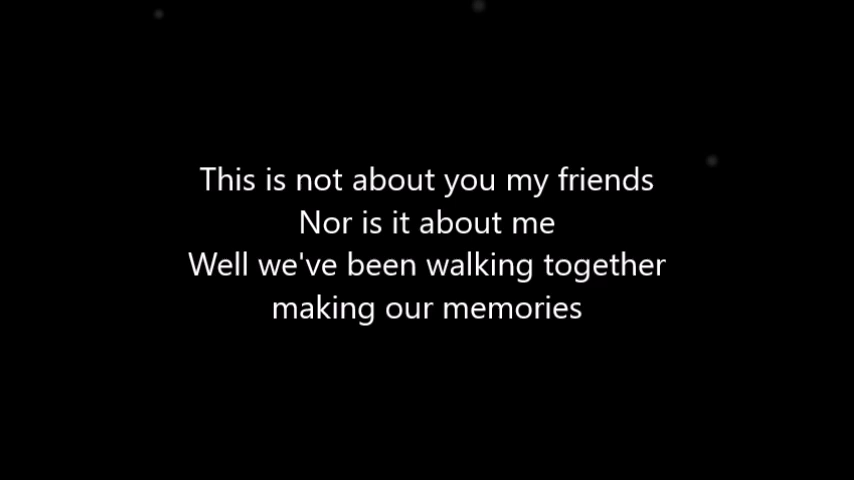 This is not about you my friends
Nor is it about me
Well we've been walking together
making our memories